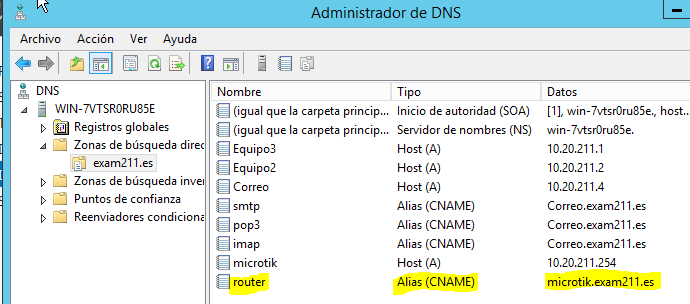 Administrador de DNS
Archivo Acción Ver Ayuda
DNS
WIN-7VTSR0RU85E
Registros globales
Zonas de búsqueda direc
exam211.es
Zonas de búsqueda inver
Puntos de confianza
Reenviadores condiciona
Nombre Tipo Datos
(igual que la carpeta princip... Inicio de autoridad (SOA) [1], win-7vtsr0ru85e., host...
(igual que la carpeta princip... Servidor de nombres (NS) win-7vtsr0ru85e.
Equipo3 Host (A) 10.20.211.1
Equipo2 Host (A) 10.20.211.2
Correo Host (A) 10.20.211.4
smtp Alias (CNAME) Correo.exam211.es
pop3 Alias (CNAME) Correo.exam211.es
imap Alias (CNAME) Correo.exam211.es
microtik Host (A) 10.20.211.254
router Alias (CNAME) microtik.exam211.es